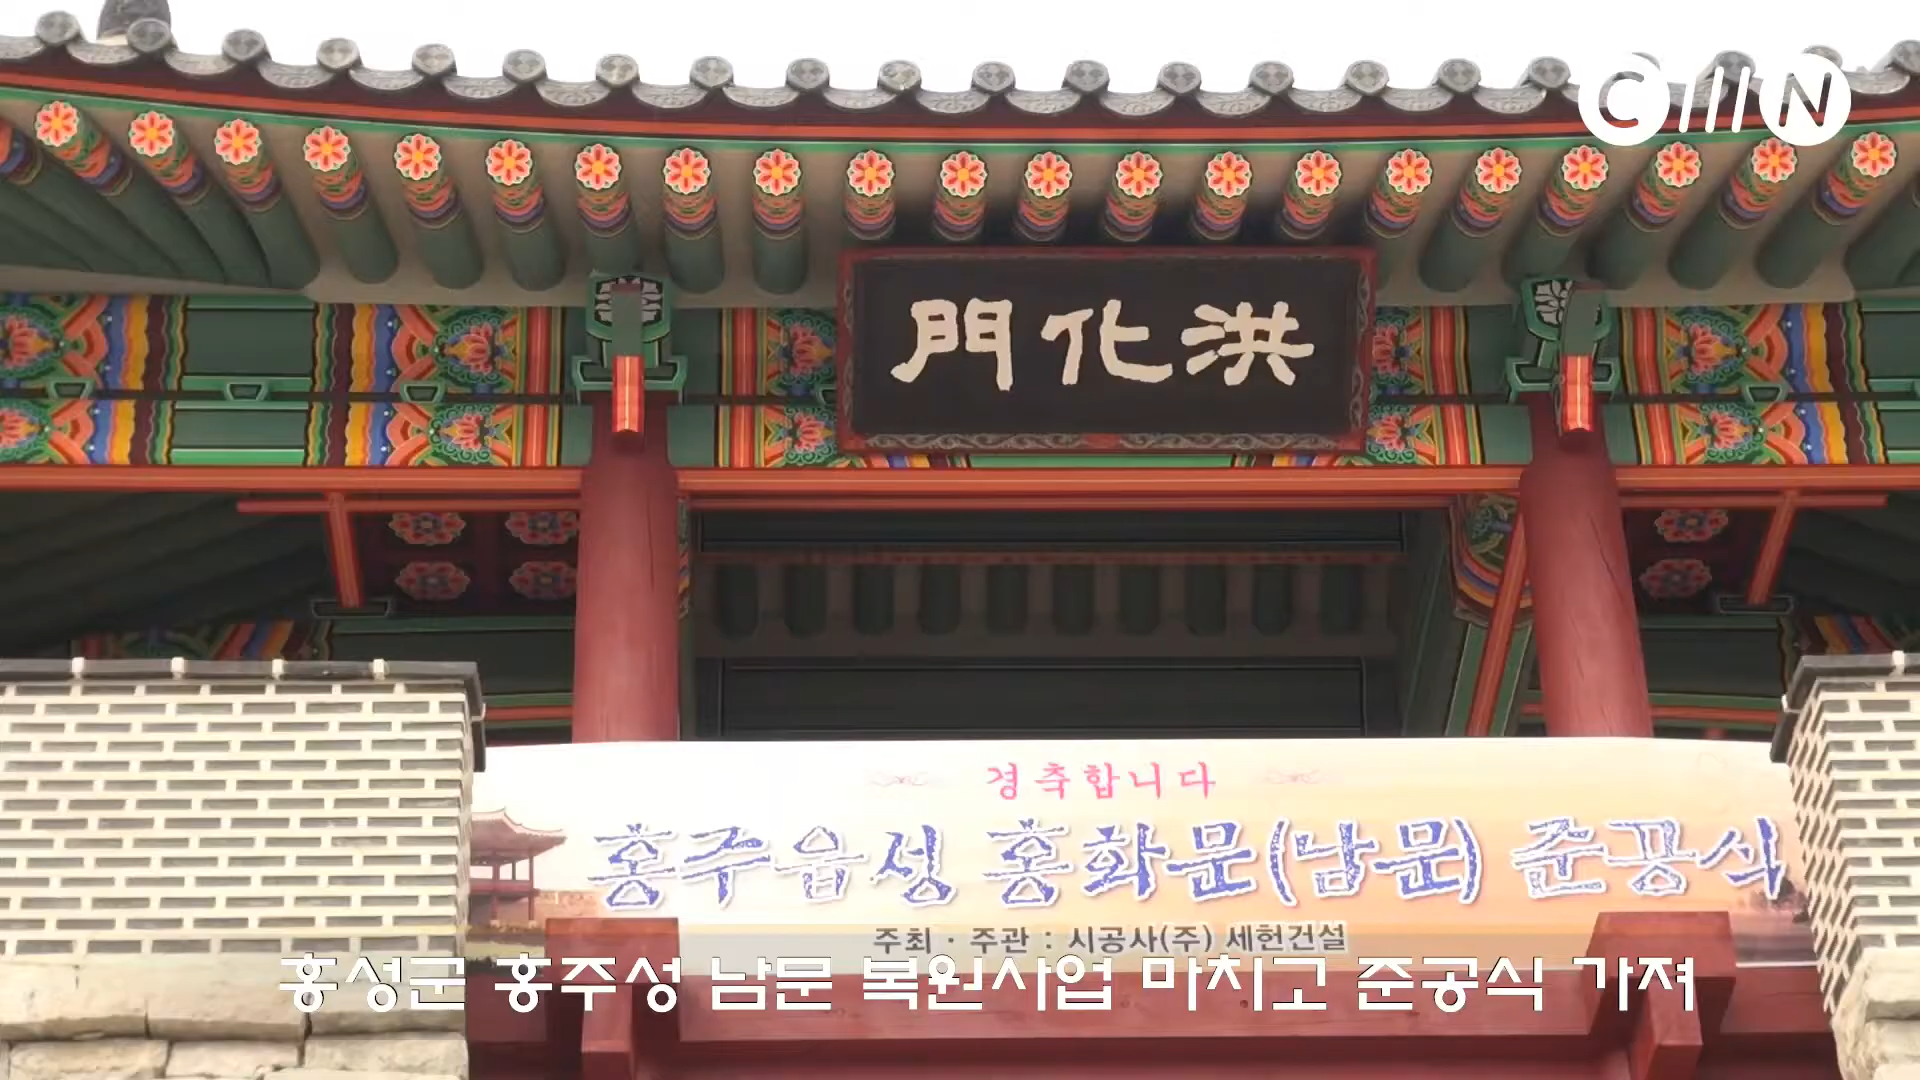 CIIIN
門化洪
경축합니다
홍주읍성 홍화문(남문) 준공식
주최 · 주관 : 시공사(주) 세헌건설
홍성군 홍주성 남문 복원사업 마치고 준공식 가져